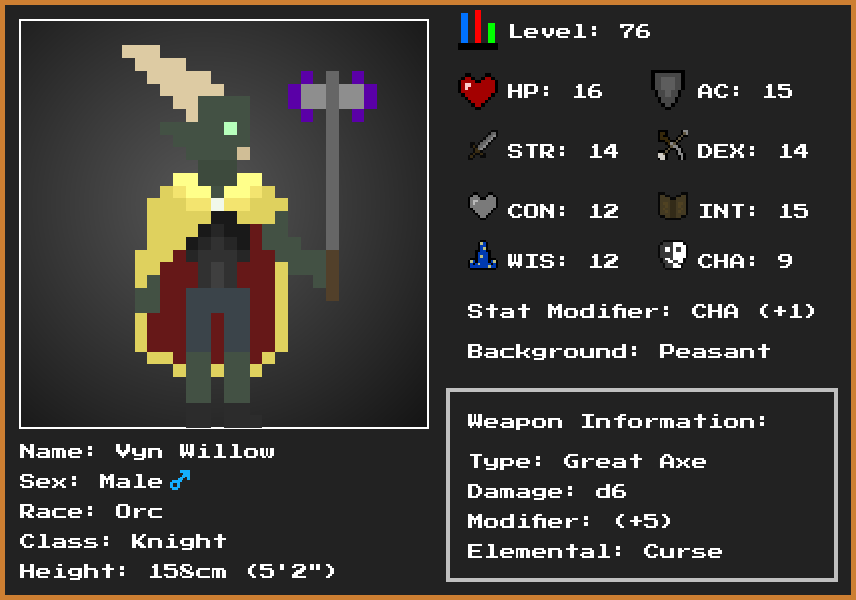 Level: 76
HP: 16
AC: 15
STR: 14
DEX: 14
CON: 12
INT: 15
WIS: 12
CHA: 9
Stat Modifier: CHA (+1)
Background: Peasant
Weapon Information:
Type: Great Axe
Damage: d6
Modifier: (+5)
Elemental: Curse
Name: Vyn Willow
Sex: Male ♂
Race: Orc
Class: Knight
Height: 158cm (5'2")